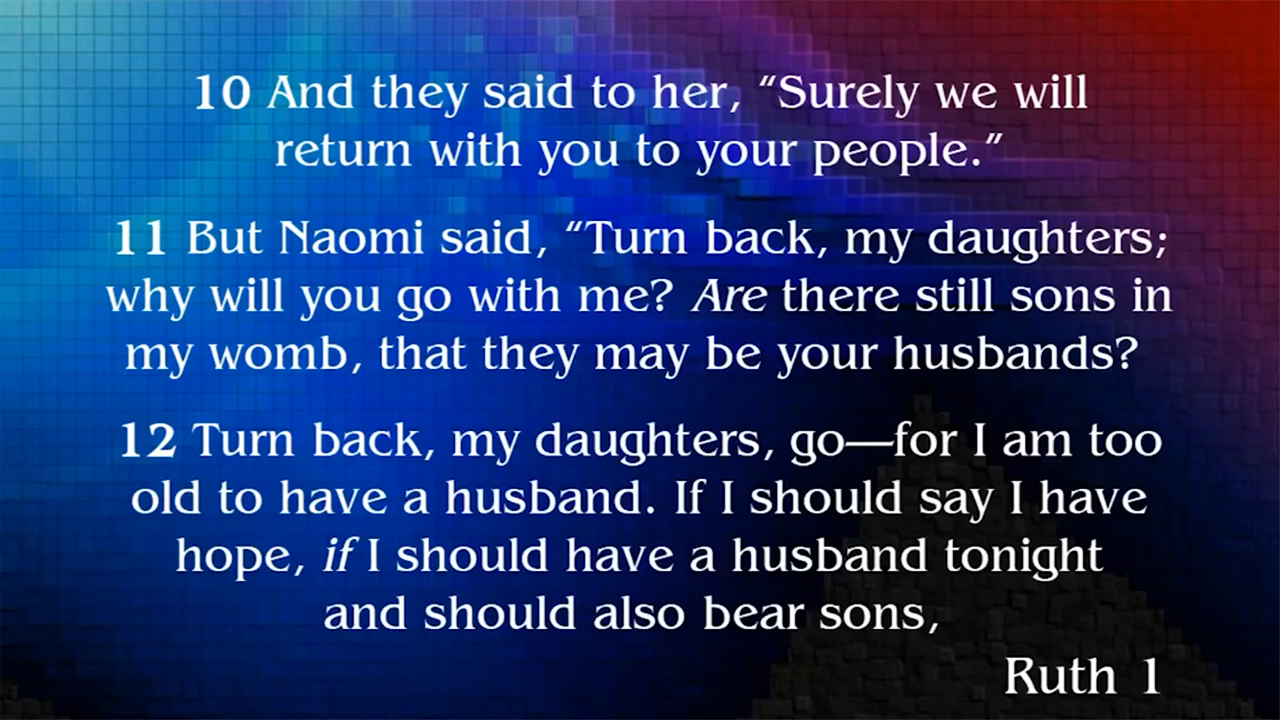 10 And they said to her, “Surely we will
return with you to your people.”
11 But Naomi said, “Turn back, my daughters;
why will you go with me? Are there still sons in
my womb, that they may be your husbands?
12 Turn back, my daughters, go—for I am too
old to have a husband. If I should say I have
hope, if I should have a husband tonight
and should also bear sons,
Ruth 1